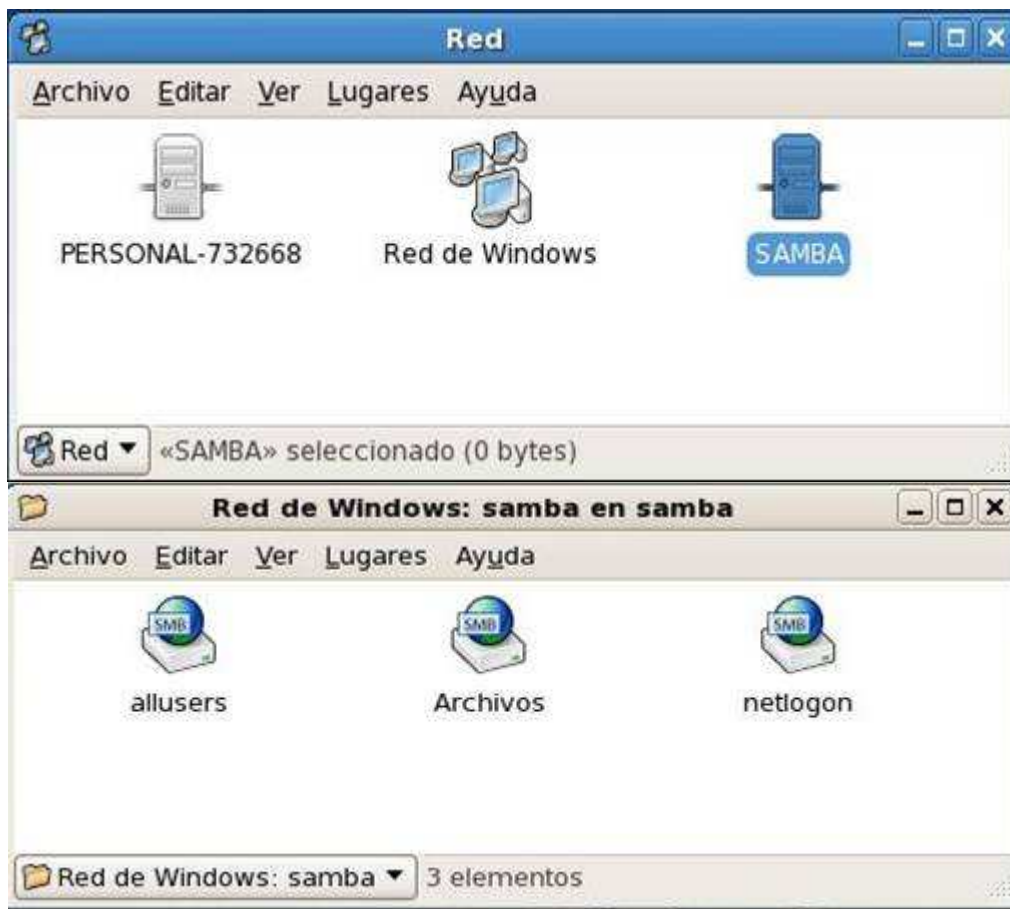 Red
Archivo Editar Ver Lugares Ayuda
PERSONAL-732668 Red de Windows SAMBA
Red «SAMBA» seleccionado (0 bytes)
Red de Windows: samba en samba
Archivo Editar Ver Lugares Ayuda
SMB SMB SMB
allusers Archivos netlogon
Red de Windows: samba 3 elementos